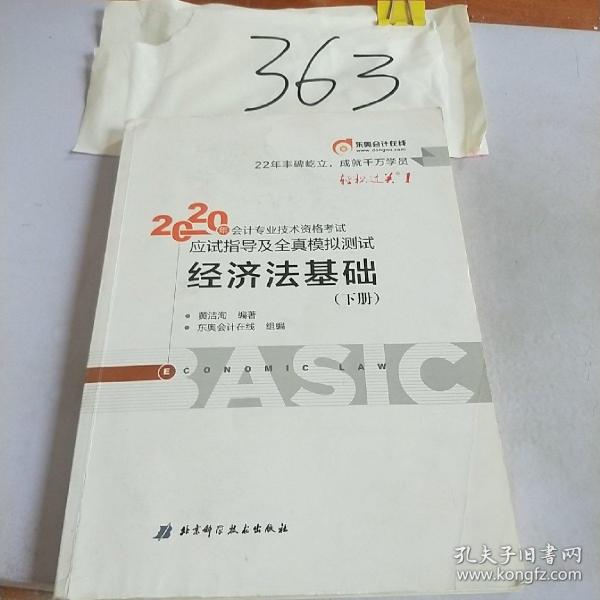 363
东奥会计在线
www.dongao.com
22年丰碑屹立,成就千万学员
轻松过关®1
2020年会计专业技术资格考试
应试指导及全真模拟测试
经济法基础
(下册)
● 黄洁洵 编著
● 东奥会计在线 组编
ECONOMIC LAW
BASIC
北京科学技术出版社
孔夫子旧书网
www.kongfz.com